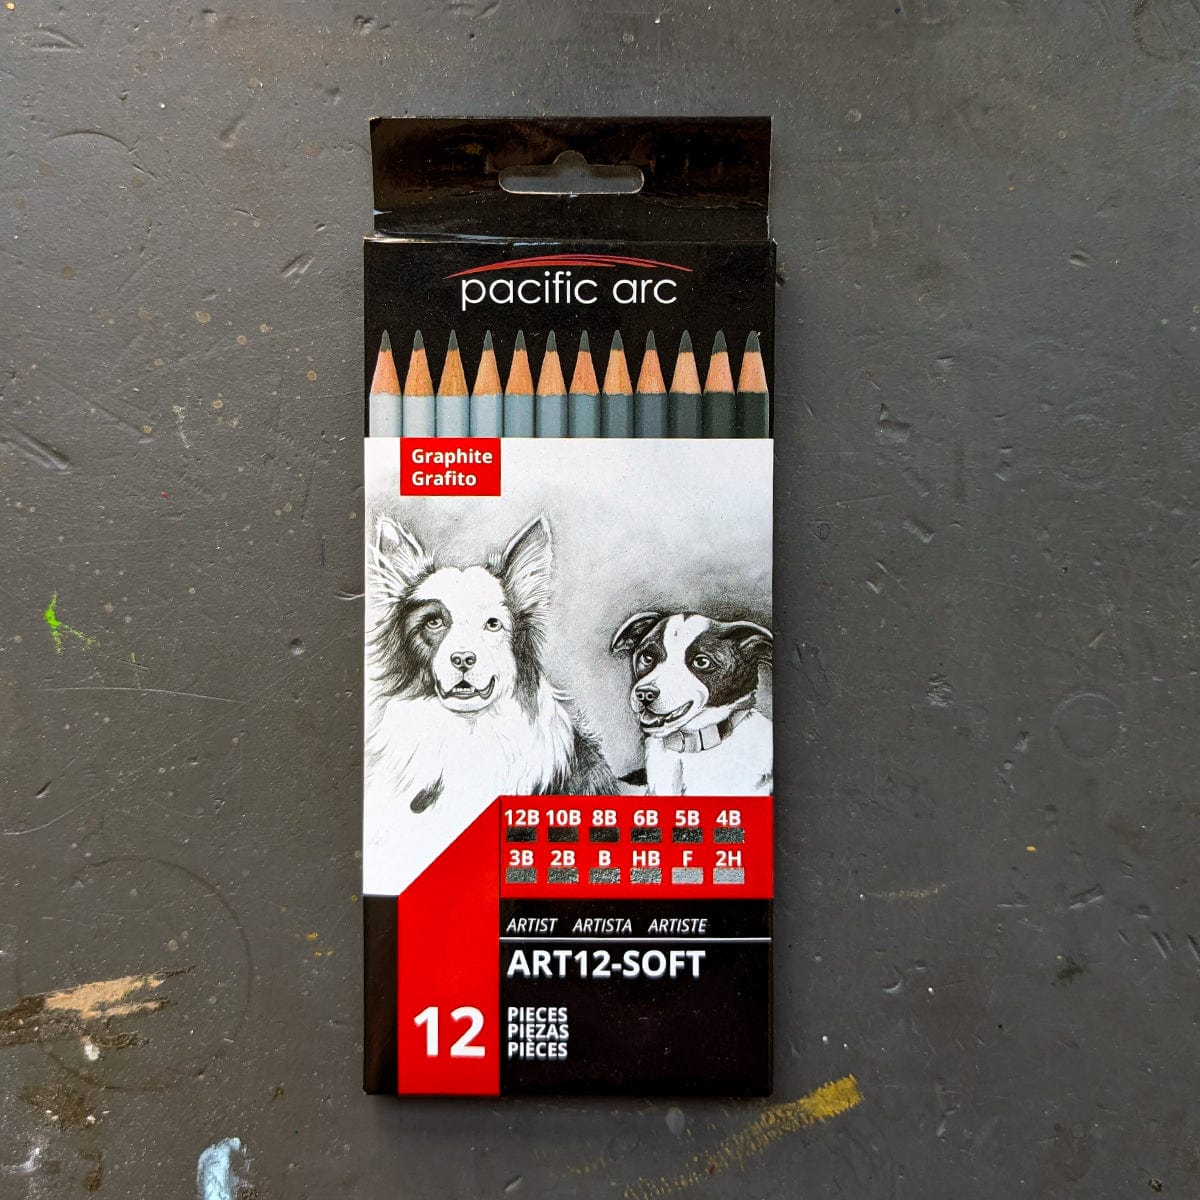 pacific arc
Graphite
Grafito
12B 10B 8B 6B 5B 4B
3B 2B B HB F 2H
ARTIST ARTISTA ARTISTE
ART12-SOFT
12
PIECES
PIEZAS
PIÈCES